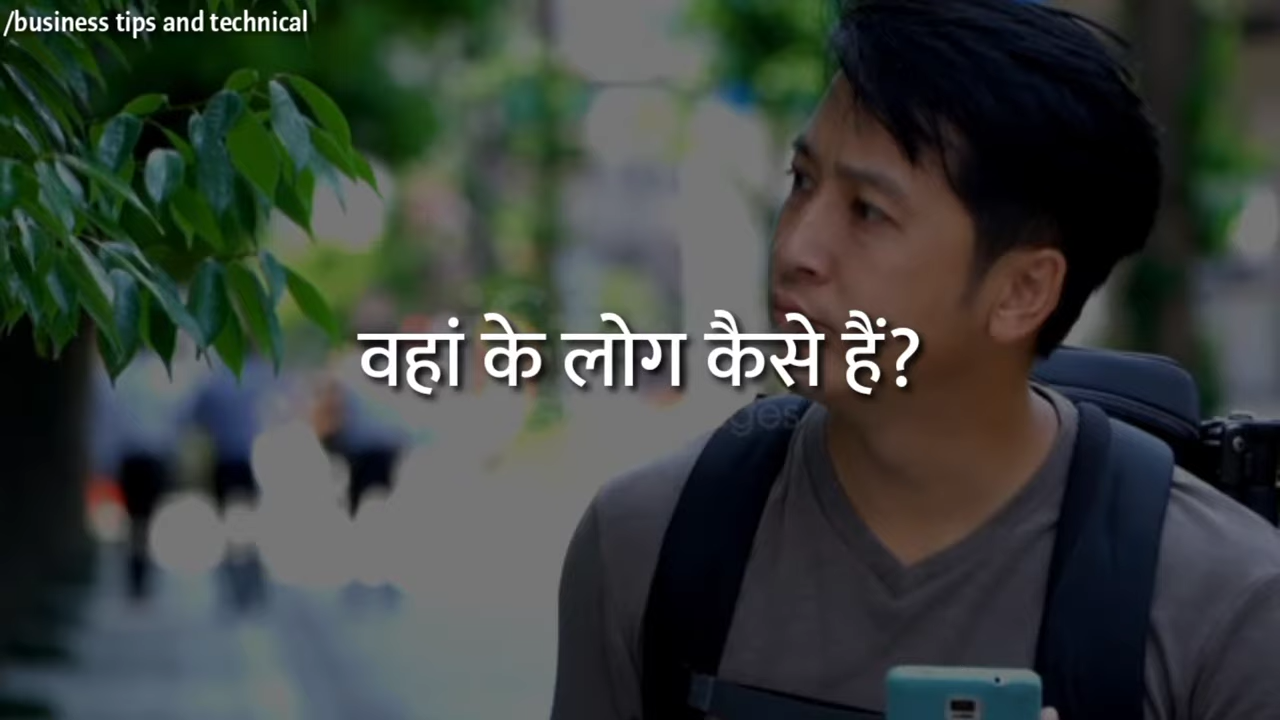 /business tips and technical
वहां के लोग कैसे हैं?